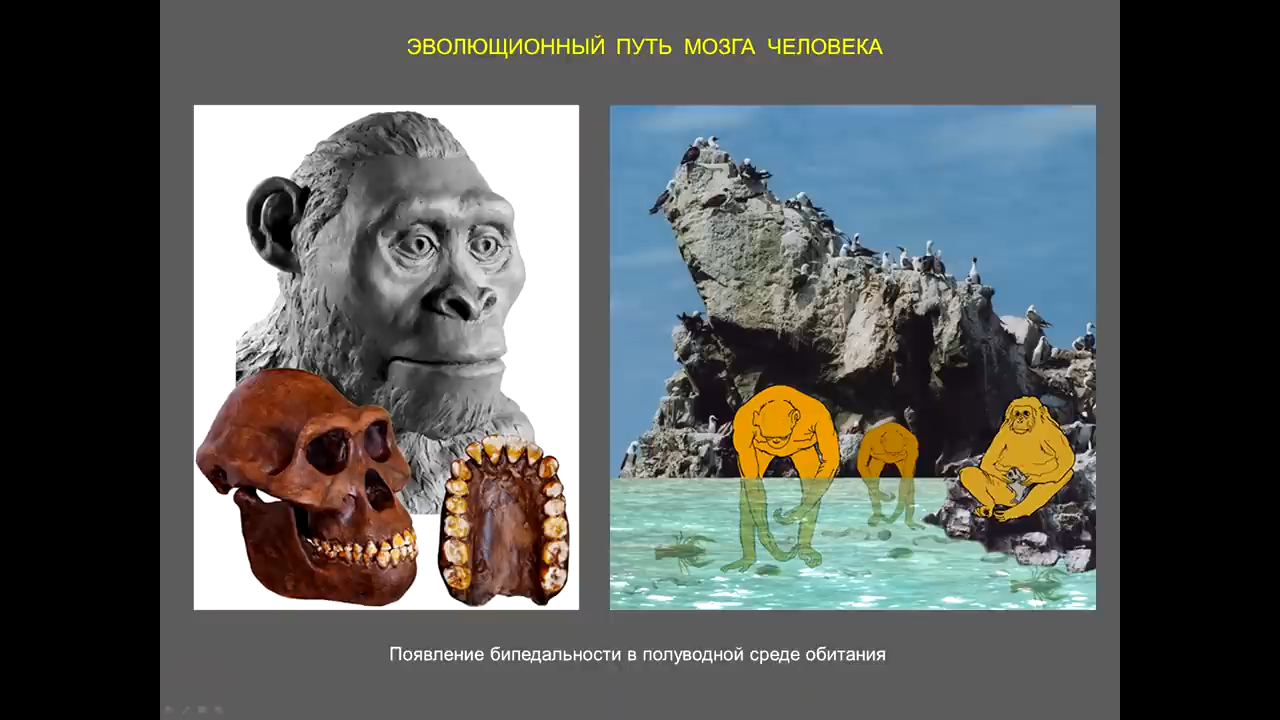 ЭВОЛЮЦИОННЫЙ ПУТЬ МОЗГА ЧЕЛОВЕКА
Появление бипедальности в полуводной среде обитания